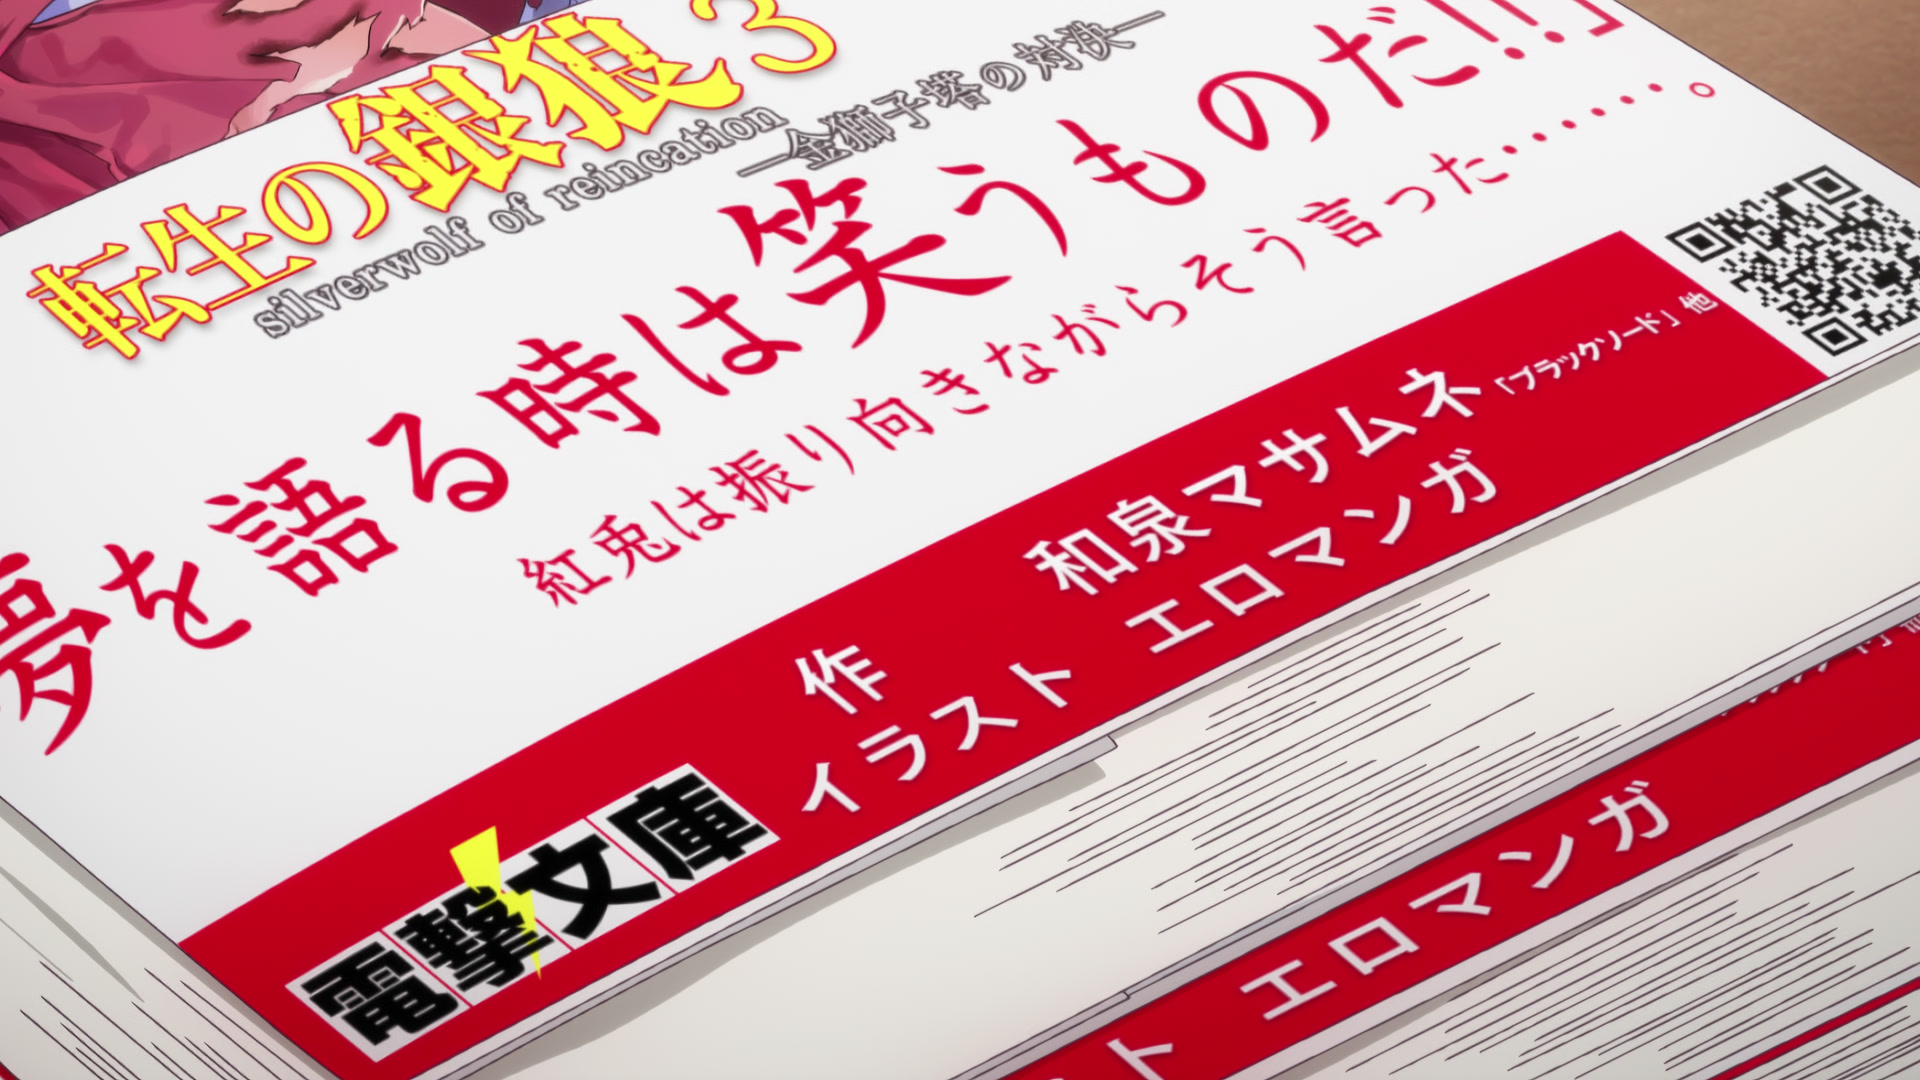 転生の銀狼3
silverwolf of reincation
―金獅子塔の対決―
夢を語る時は笑うものだ!!」
紅兎は振り向きながらそう言った……。
作 和泉マサムネ 「ブラックソード」他
イラスト エロマンガ
電撃文庫
ト エロマンガ